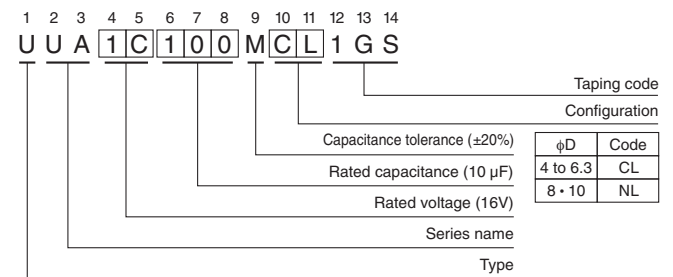 1 2 3 4 5 6 7 8 9 10 11 12 13 14
U U A 1 C 1 0 0 M C L 1 G S
Taping code
Configuration
Capacitance tolerance (±20%)
Rated capacitance (10 µF)
Rated voltage (16V)
Series name
Type
ϕD Code
4 to 6.3 CL
8 • 10 NL